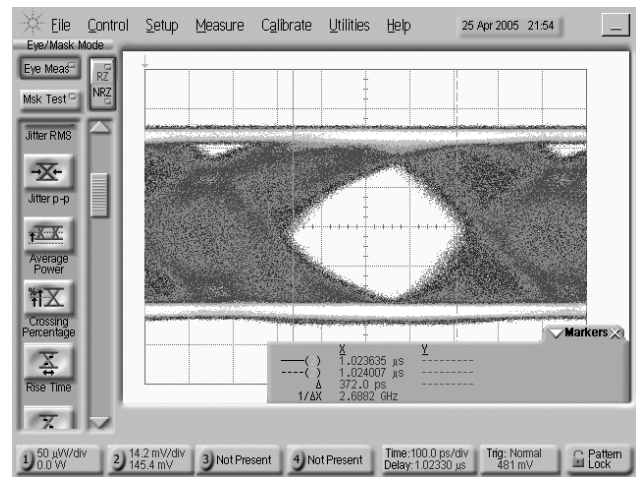 File Control Setup Measure Calibrate Utilities Help 25 Apr 2005 21:54
Eye/Mask Mode
Eye Meas
RZ
NRZ
Msk Test
Jitter RMS
Jitter p-p
Average
Power
Crossing
Percentage
Rise Time
Markers
X Y
----( ) 1.023635 µs ---------
----( ) 1.024007 µs ---------
Δ 372.0 ps ---------
1/ΔX 2.6882 GHz
1) 50 µW/div
0.0 W
2) 14.2 mV/div
145.4 mV
3) Not Present
4) Not Present
Time:100.0 ps/div
Delay:1.02330 µs
Trig: Normal
481 mV
Pattern
Lock